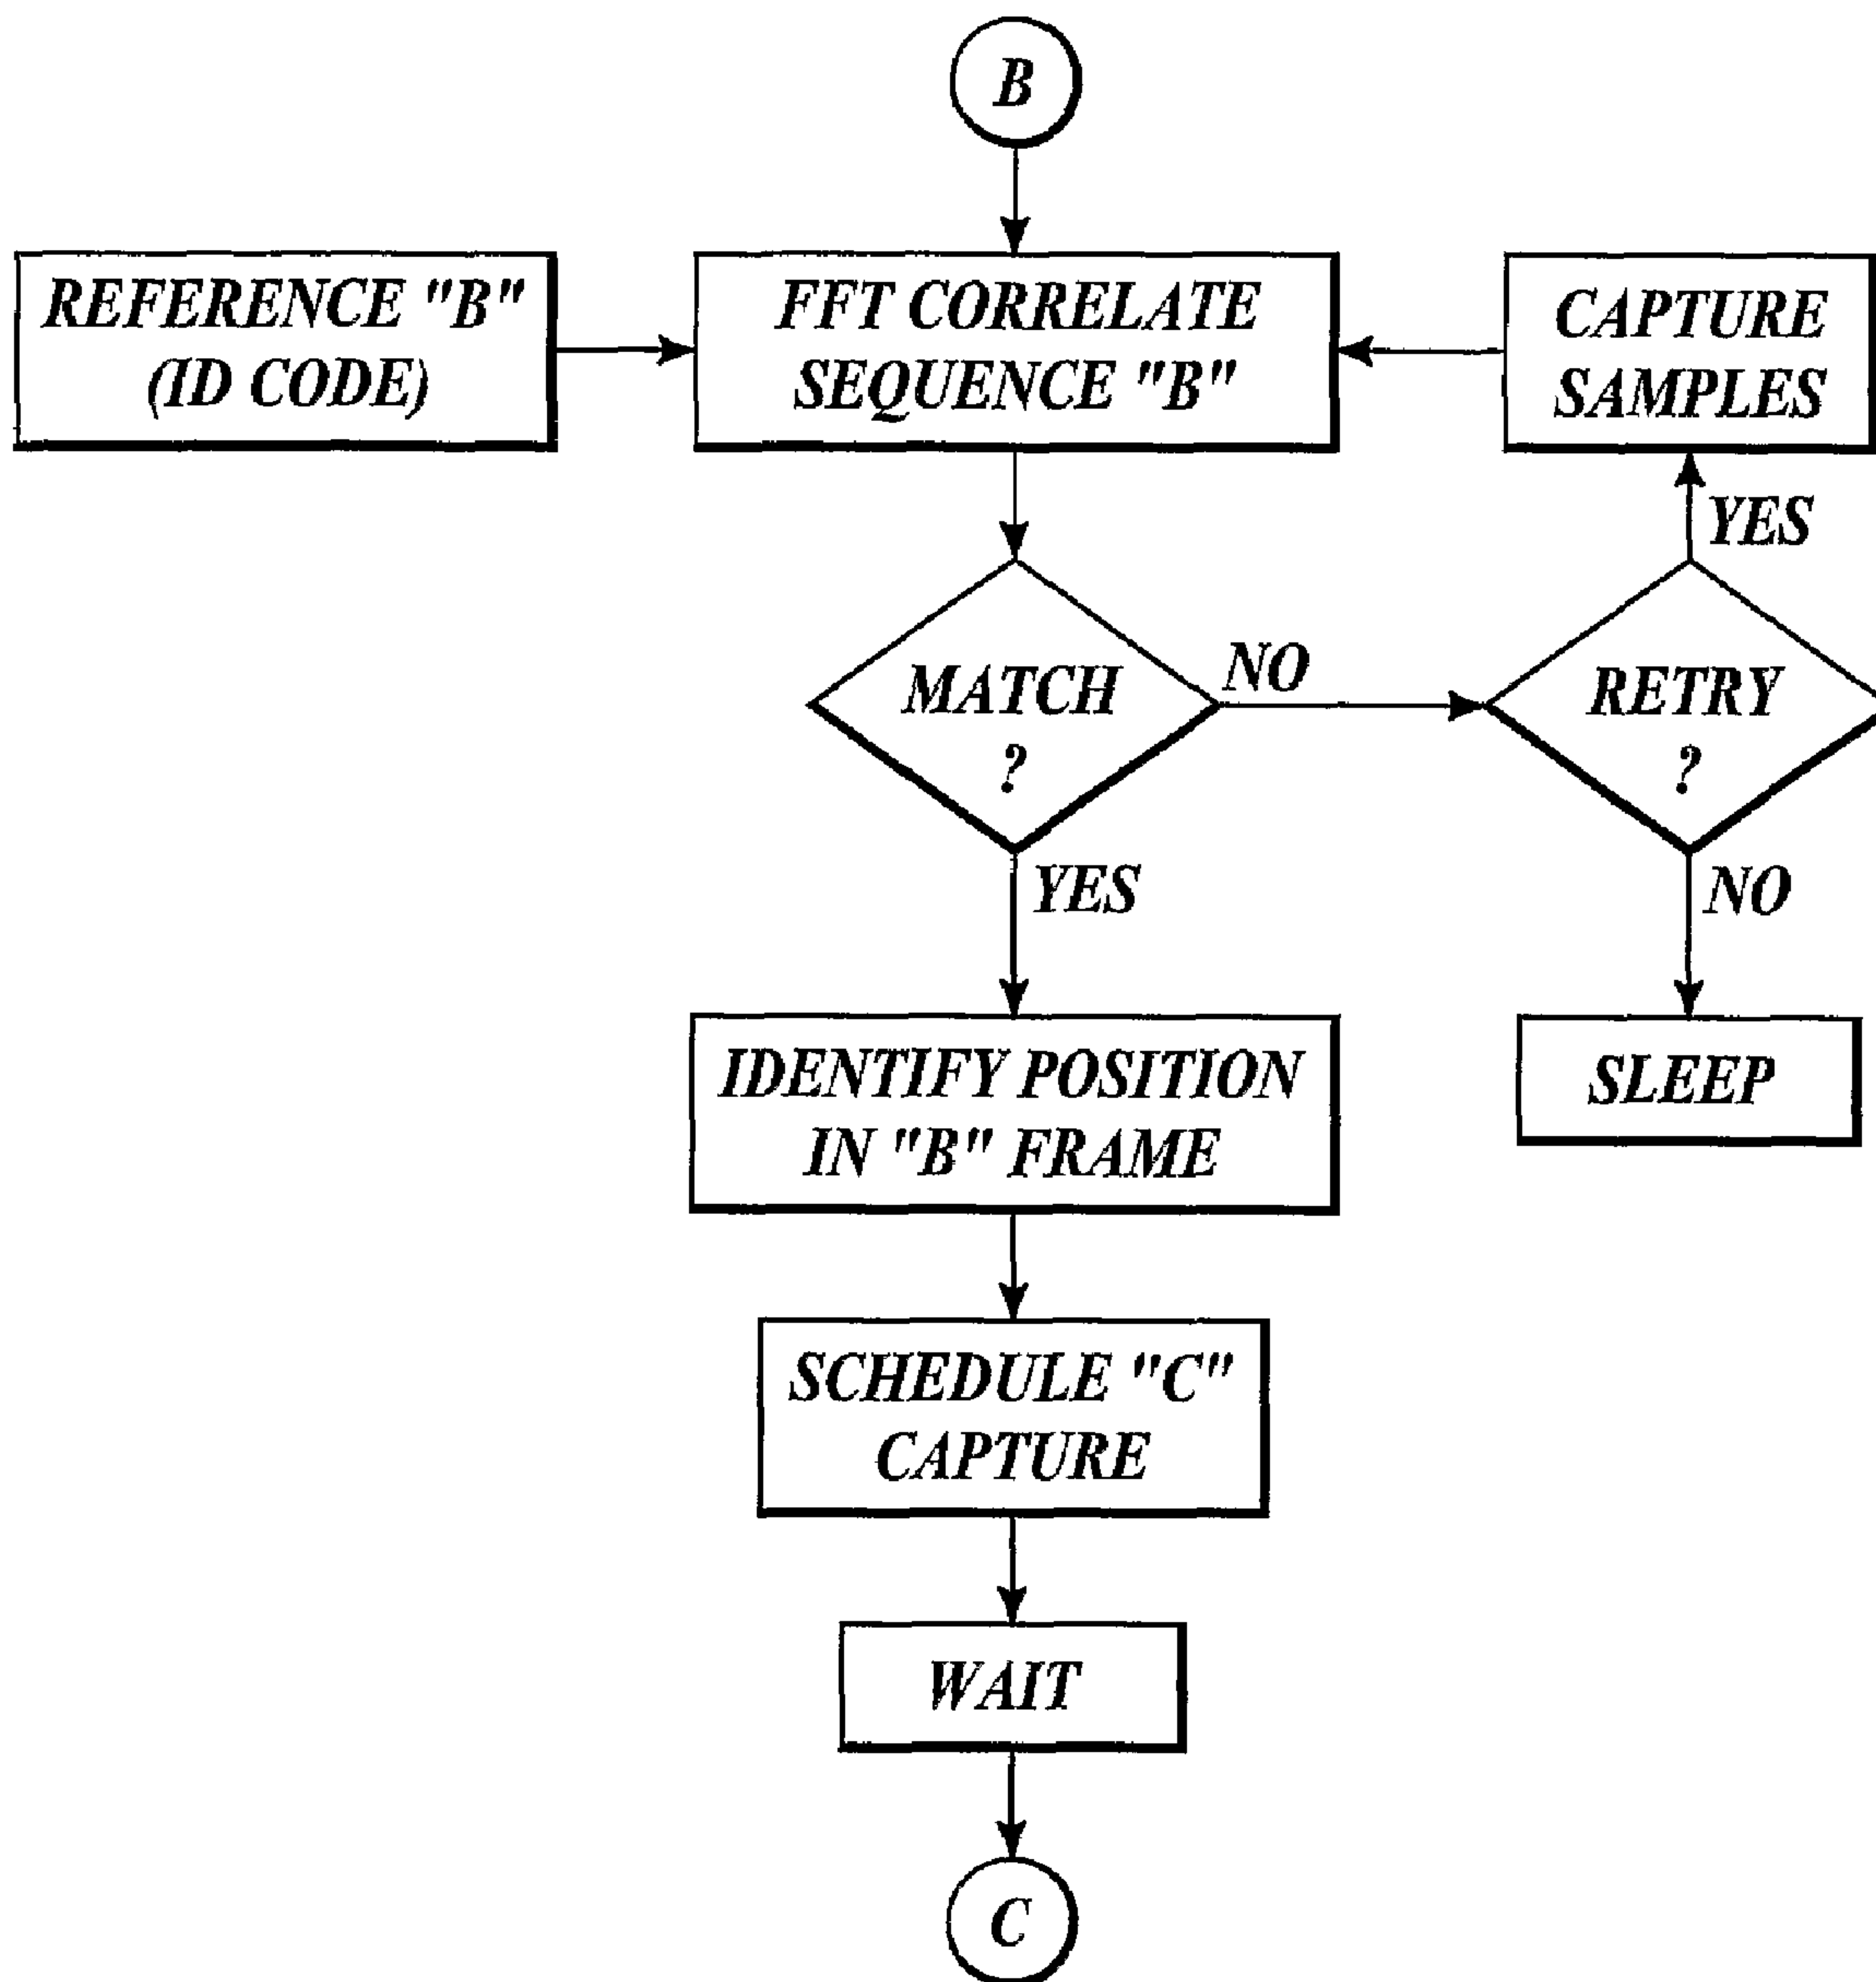 B
REFERENCE "B"
(ID CODE)
FFT CORRELATE
SEQUENCE "B"
CAPTURE
SAMPLES
YES
MATCH
?
NO
RETRY
?
YES
NO
IDENTIFY POSITION
IN "B" FRAME
SLEEP
SCHEDULE "C"
CAPTURE
WAIT
C